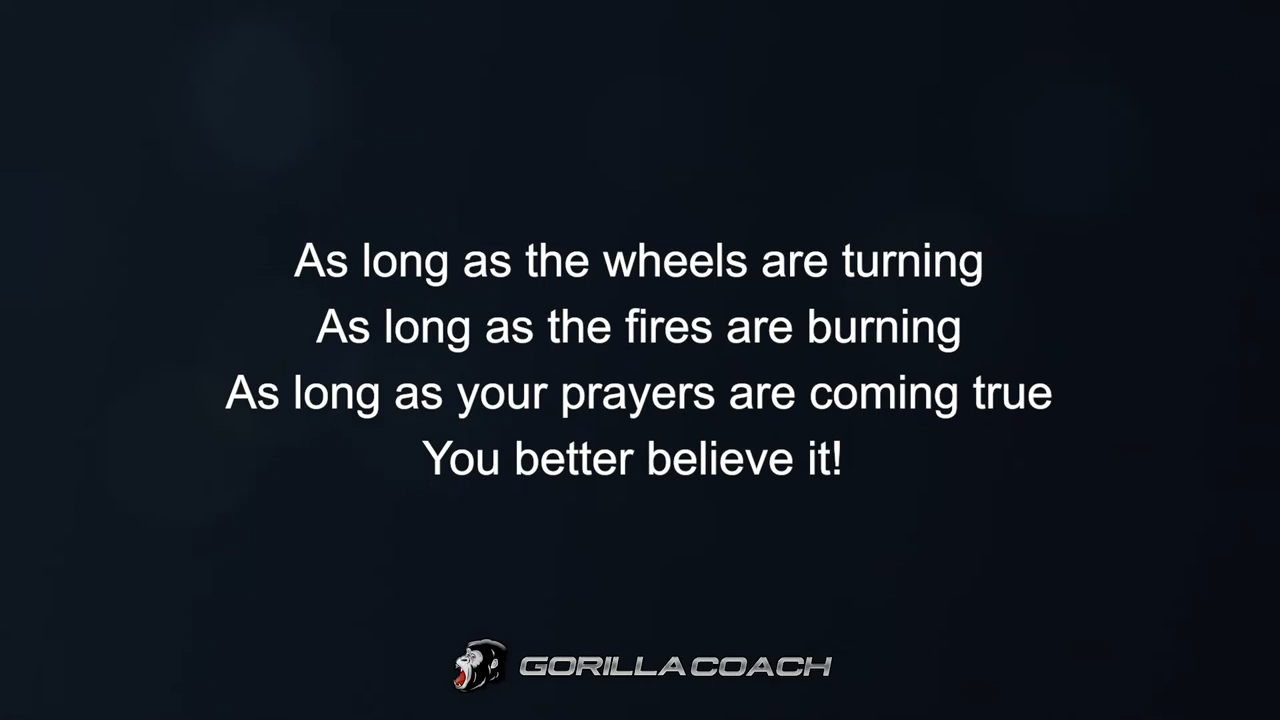 As long as the wheels are turning
As long as the fires are burning
As long as your prayers are coming true
You better believe it!
GORILLACOACH